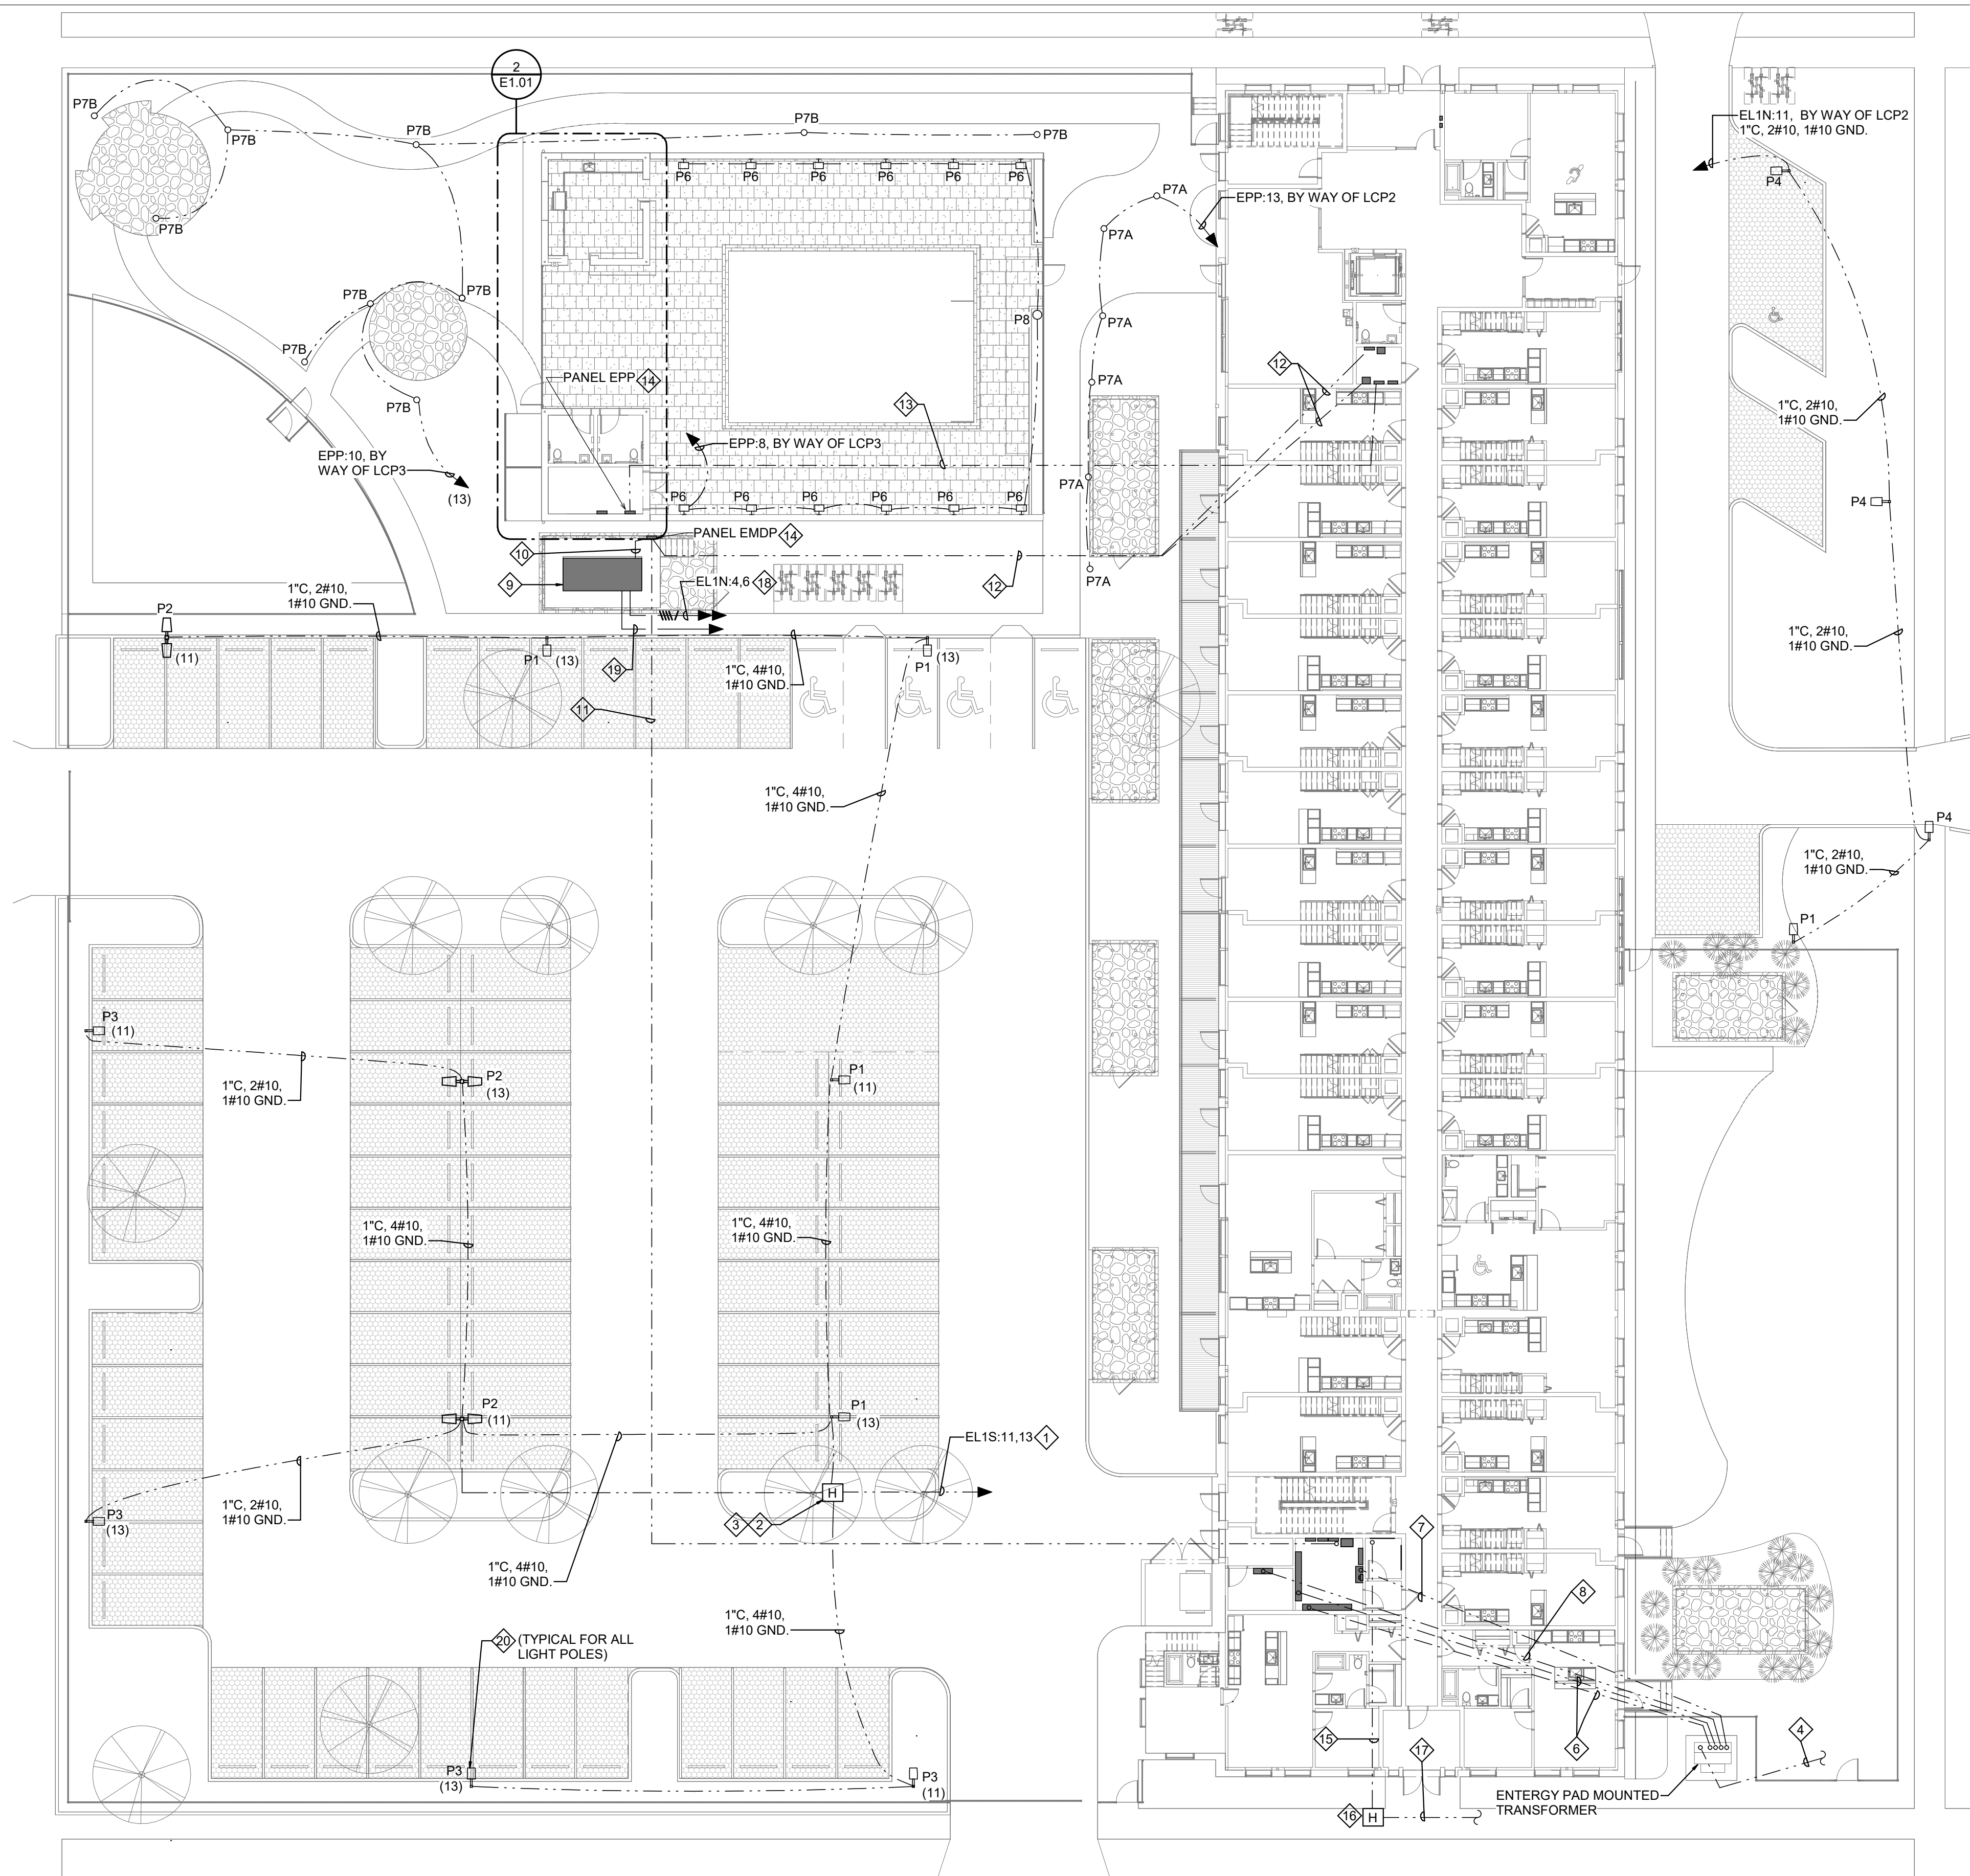 2
E1.01
P7B
P7B
P7B
P7B
P7B
P7B
P7B
P7B
P7B
P7B
P6
P6
P6
P6
P6
P6
P7A
P7A
EPP:13, BY WAY OF LCP2
EL1N:11, BY WAY OF LCP2
1"C, 2#10, 1#10 GND.
P4
P8
P7A
P7A
PANEL EPP
14
12
13
EPP:8, BY WAY OF LCP3
EPP:10, BY
WAY OF LCP3
(13)
P6
P6
P6
P6
P6
P6
P7A
1"C, 2#10,
1#10 GND.
P4
PANEL EMDP
14
10
9
EL1N:4,6
18
12
P7A
1"C, 2#10,
1#10 GND.
P2
(11)
P1
(13)
P1
(13)
19
1"C, 4#10,
1#10 GND.
11
1"C, 2#10,
1#10 GND.
1"C, 4#10,
1#10 GND.
P4
1"C, 2#10,
1#10 GND.
P1
P3
(11)
1"C, 2#10,
1#10 GND.
P2
(13)
P1
(11)
1"C, 4#10,
1#10 GND.
1"C, 4#10,
1#10 GND.
P2
(11)
P1
(13)
EL1S:11,13
1
H
3
2
1"C, 2#10,
1#10 GND.
P3
(13)
1"C, 4#10,
1#10 GND.
7
8
1"C, 4#10,
1#10 GND.
20
(TYPICAL FOR ALL
LIGHT POLES)
P3
(13)
P3
(11)
15
17
6
4
16
H
ENTERGY PAD MOUNTED
TRANSFORMER